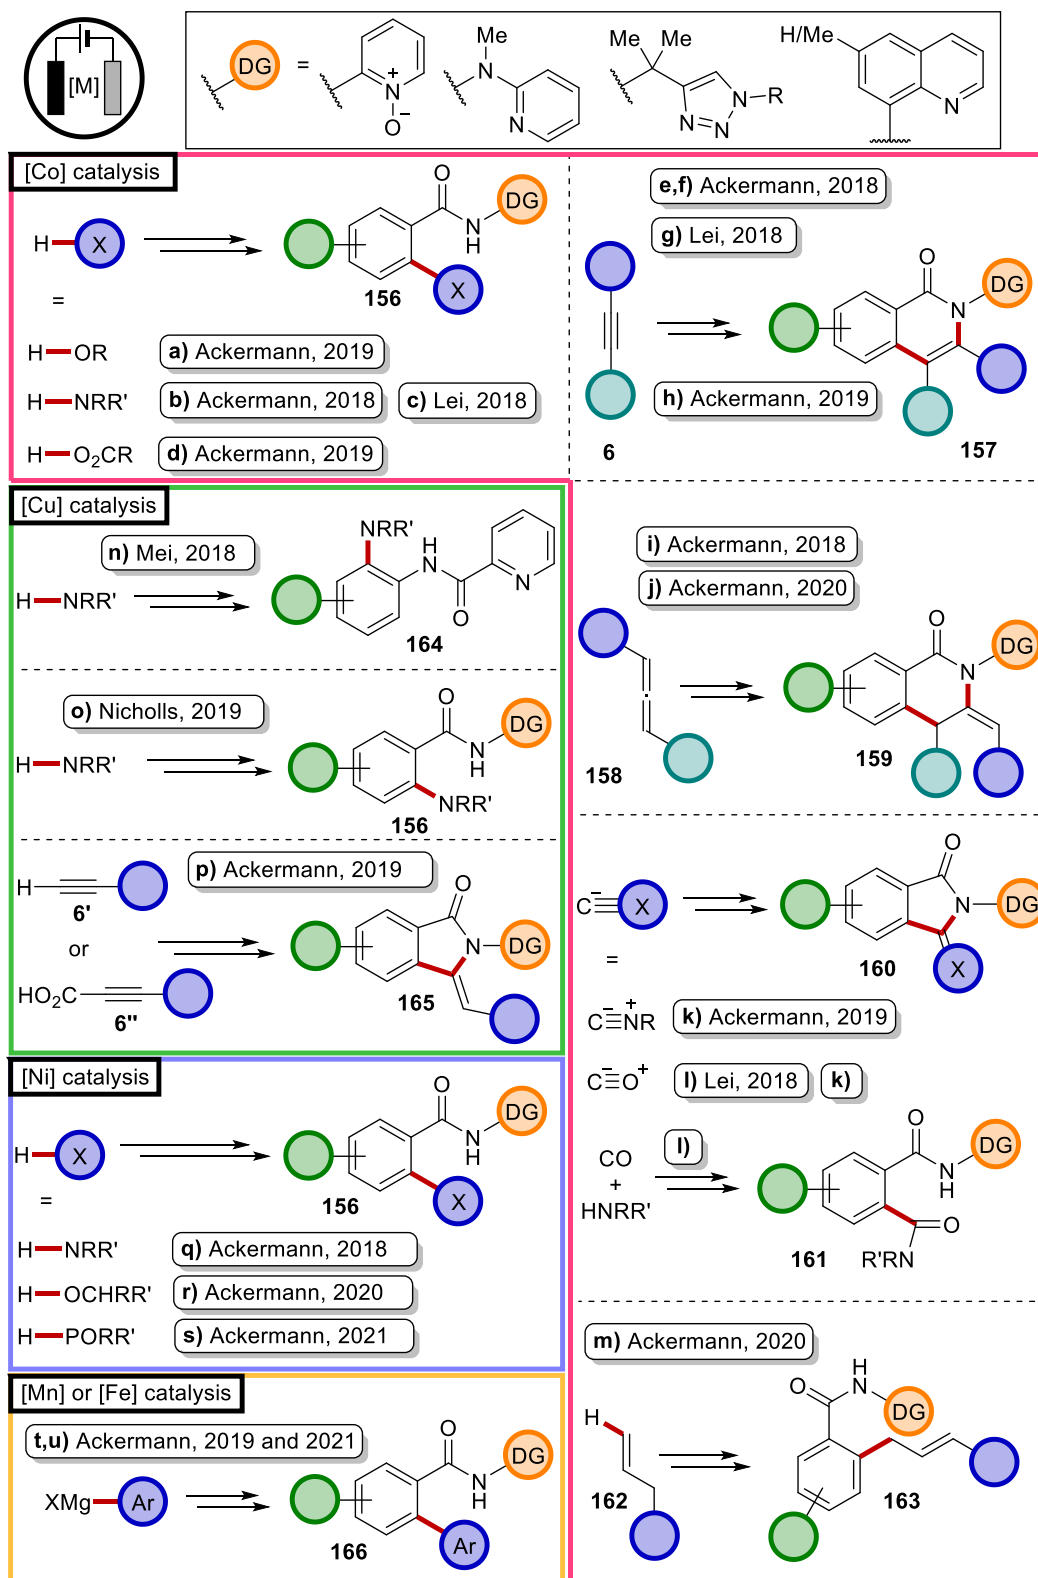 [M]
DG
=
N
+
O
−
Me
N
N
Me Me
N
N
N
R
H/Me
N
[Co] catalysis
H X
=
O
N
H
DG
X
156
H OR
a) Ackermann, 2019
H NRR'
b) Ackermann, 2018
c) Lei, 2018
H O2CR
d) Ackermann, 2019
e,f) Ackermann, 2018
g) Lei, 2018
h) Ackermann, 2019
6
O
N
DG
157
i) Ackermann, 2018
j) Ackermann, 2020
158
O
N
DG
159
C≡X
−
=
O
N
DG
X
160
C≡NR
− +
k) Ackermann, 2019
C≡O
− +
l) Lei, 2018
k)
CO
+
HNRR'
l)
O
N
H
DG
O
R'RN
161
m) Ackermann, 2020
H
162
O
H
N
DG
163
[Cu] catalysis
n) Mei, 2018
H NRR'
NRR'
H
N
O
N
164
o) Nicholls, 2019
H NRR'
O
N
H
DG
NRR'
156
p) Ackermann, 2019
H
6'
or
HO2C
6''
O
N
DG
165
[Ni] catalysis
H X
=
O
N
H
DG
X
156
H NRR'
q) Ackermann, 2018
H OCHRR'
r) Ackermann, 2020
H PORR'
s) Ackermann, 2021
[Mn] or [Fe] catalysis
t,u) Ackermann, 2019 and 2021
XMg Ar
O
N
H
DG
Ar
166